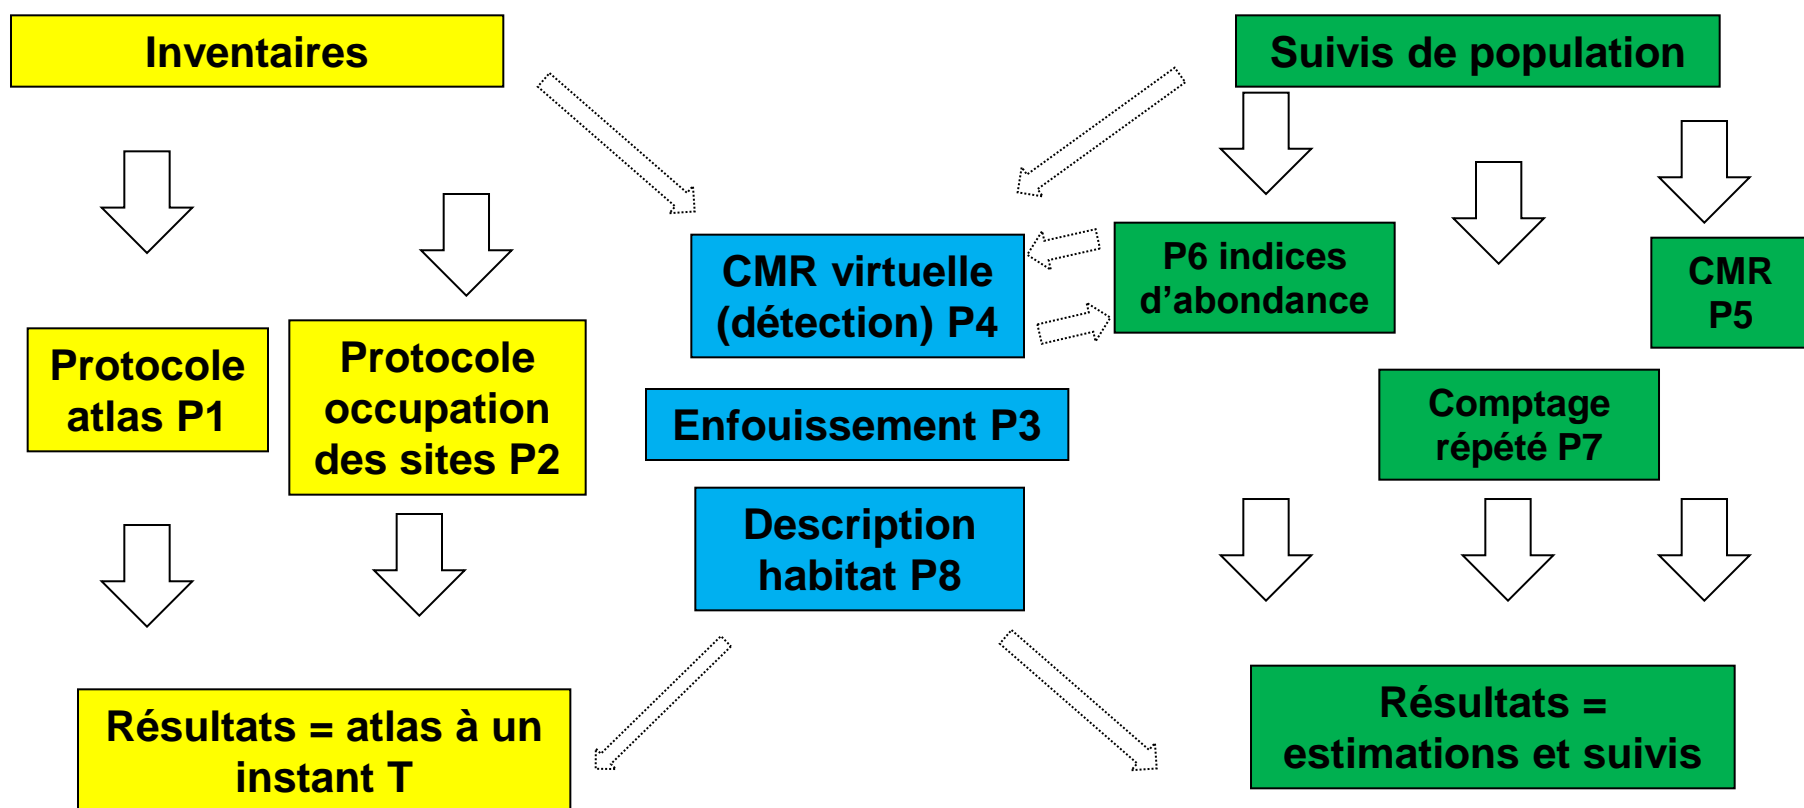 Inventaires
Suivis de population
CMR virtuelle
(détection) P4
P6 indices
d’abondance
CMR
P5
Protocole
atlas P1
Protocole
occupation
des sites P2
Enfouissement P3
Comptage
répété P7
Description
habitat P8
Résultats = atlas à un
instant T
Résultats =
estimations et suivis